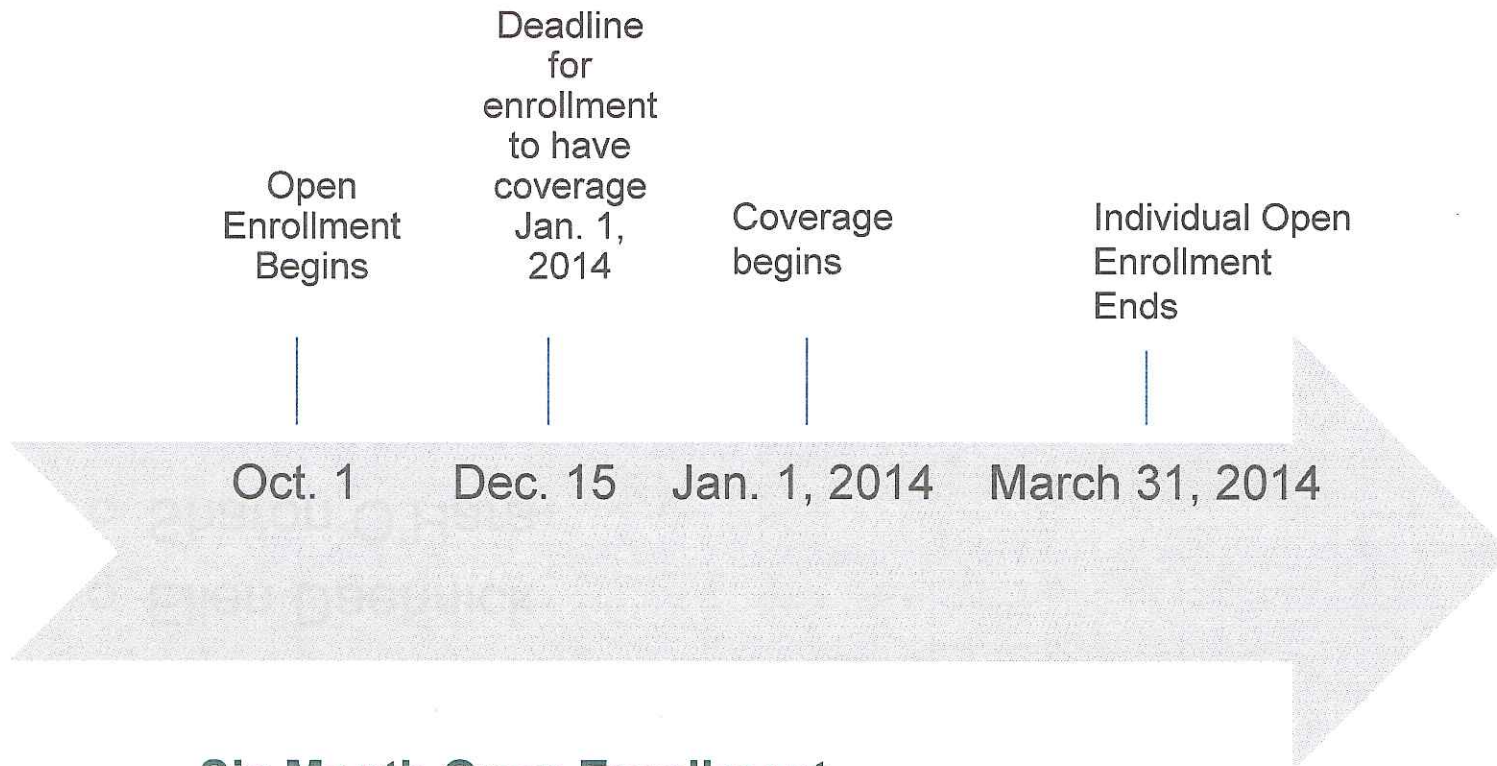 Open
Enrollment
Begins
Deadline
for
enrollment
to have
coverage
Jan. 1,
2014
Coverage
begins
Individual Open
Enrollment
Ends
Oct. 1
Dec. 15
Jan. 1, 2014
March 31, 2014
Six Month Open Enrollment